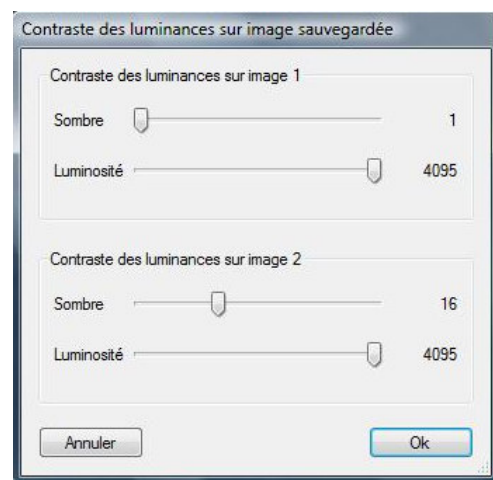 Contraste des luminances sur image sauvegardée
Contraste des luminances sur image 1
Sombre 1
Luminosité 4095
Contraste des luminances sur image 2
Sombre 16
Luminosité 4095
Annuler Ok